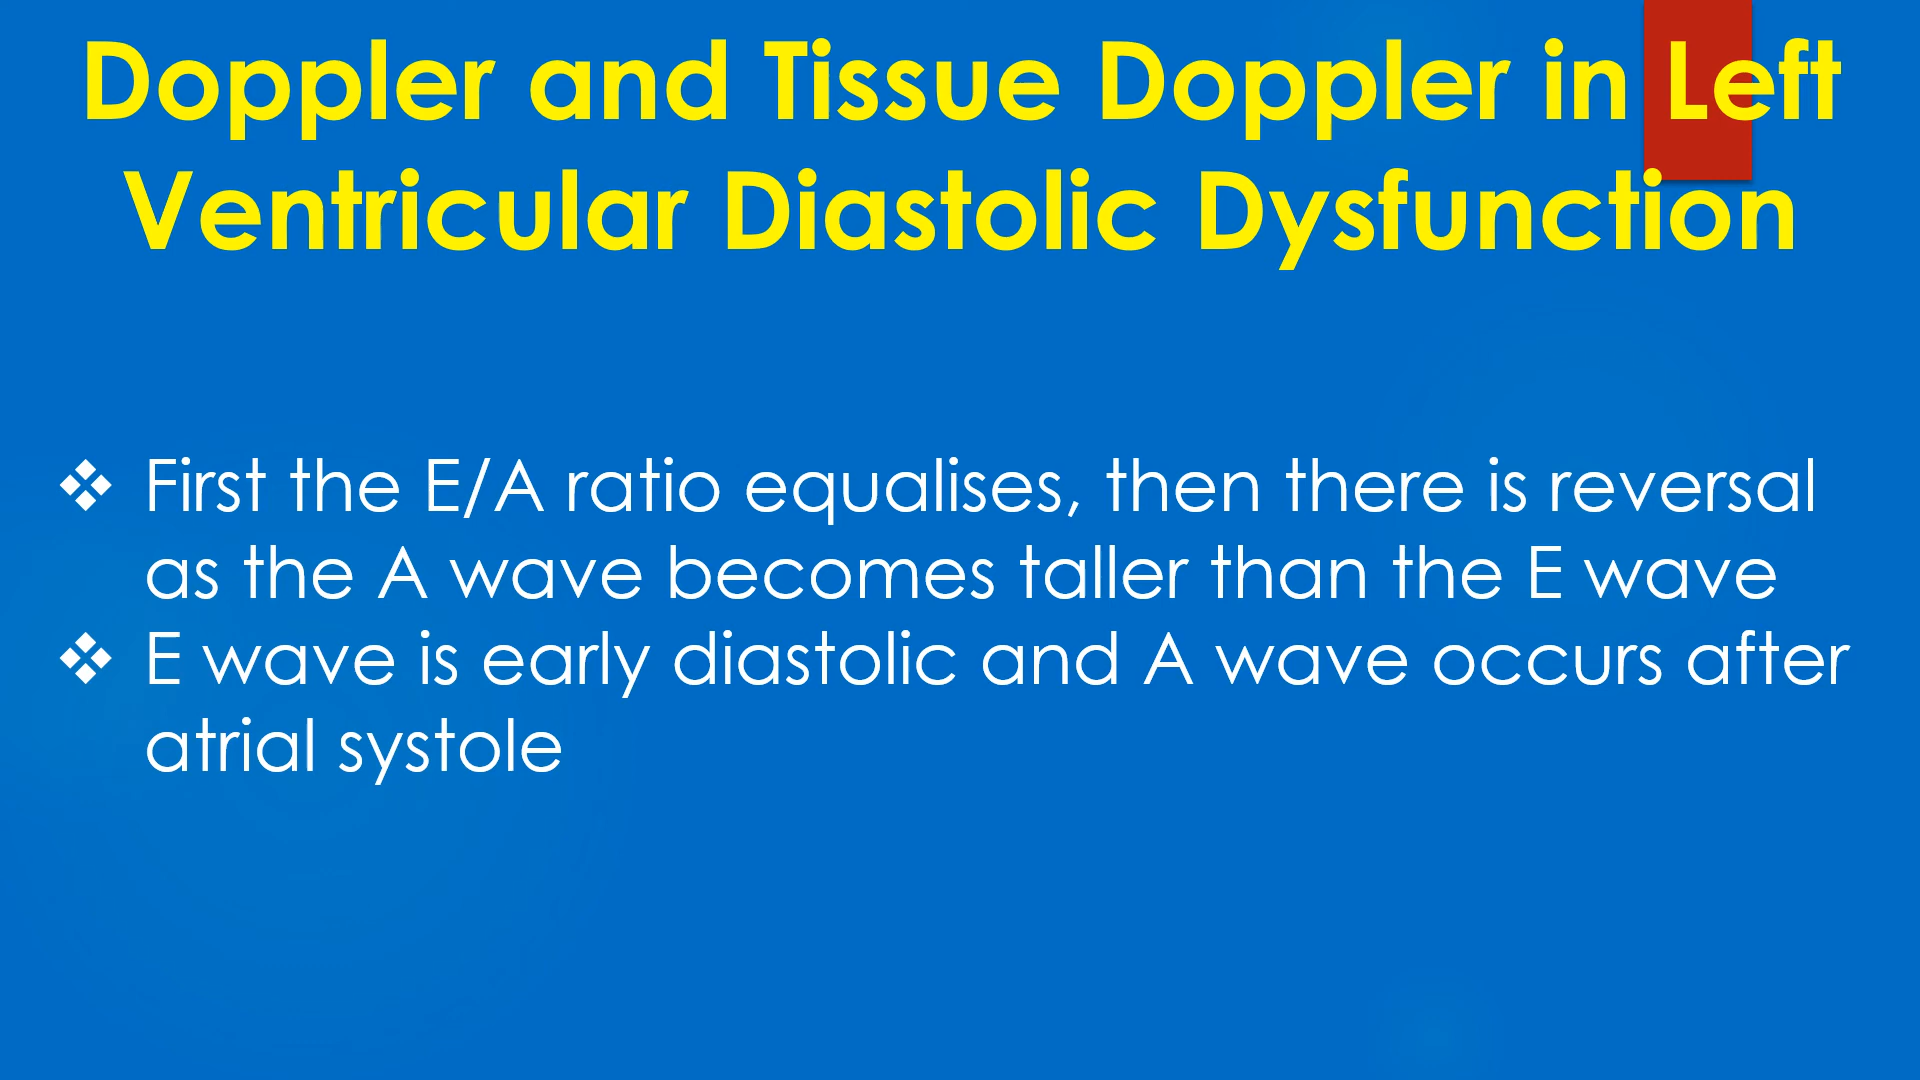 Doppler and Tissue Doppler in Left
Ventricular Diastolic Dysfunction
❖ First the E/A ratio equalises, then there is reversal
as the A wave becomes taller than the E wave
❖ E wave is early diastolic and A wave occurs after
atrial systole